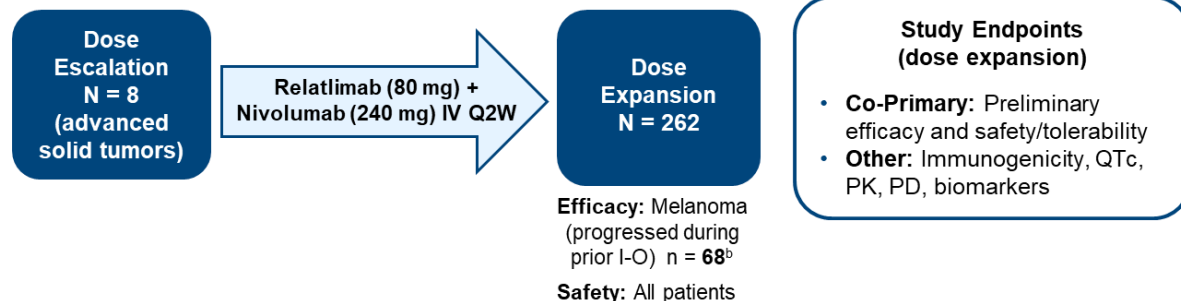 Dose
Escalation
N = 8
(advanced
solid tumors)
Relatlimab (80 mg) +
Nivolumab (240 mg) IV Q2W
Dose
Expansion
N = 262
Efficacy: Melanoma
(progressed during
prior I-O) n = 68ᵇ
Safety: All patients
Study Endpoints
(dose expansion)
• Co-Primary: Preliminary
efficacy and safety/tolerability
• Other: Immunogenicity, QTc,
PK, PD, biomarkers